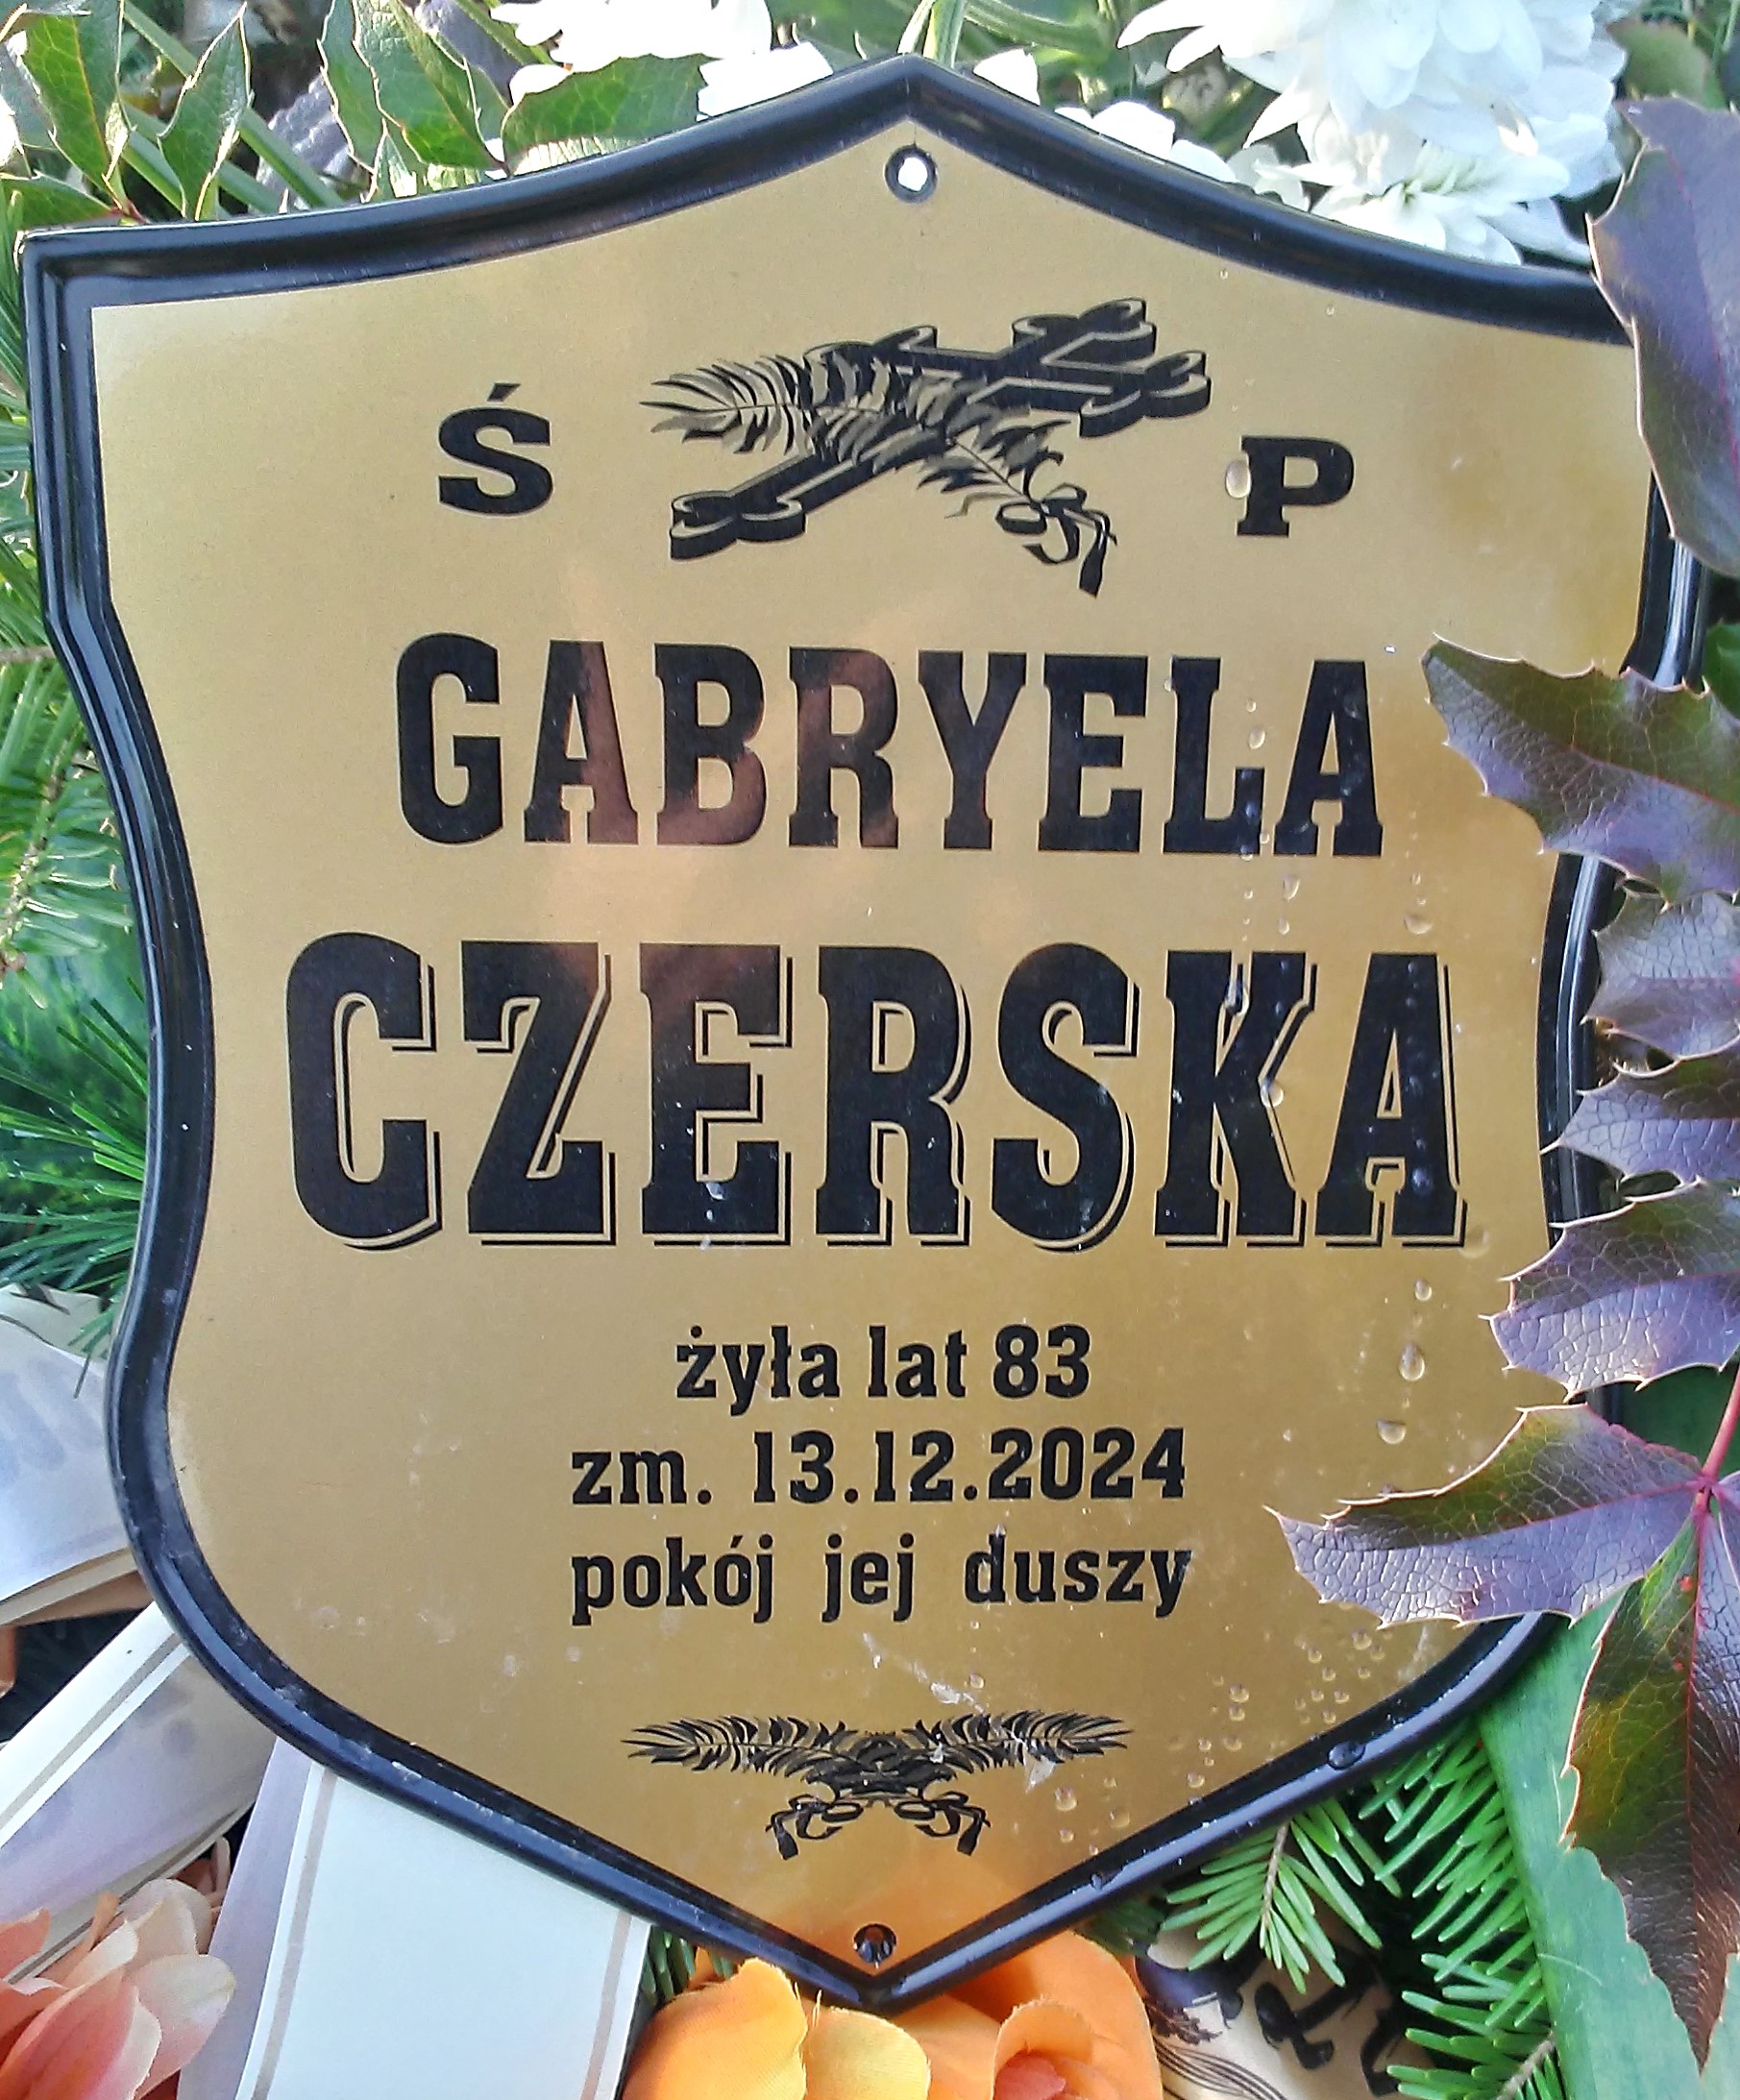 Ś P
GABRYELA
CZERSKA
żyła lat 83
zm. 13.12.2024
pokój jej duszy